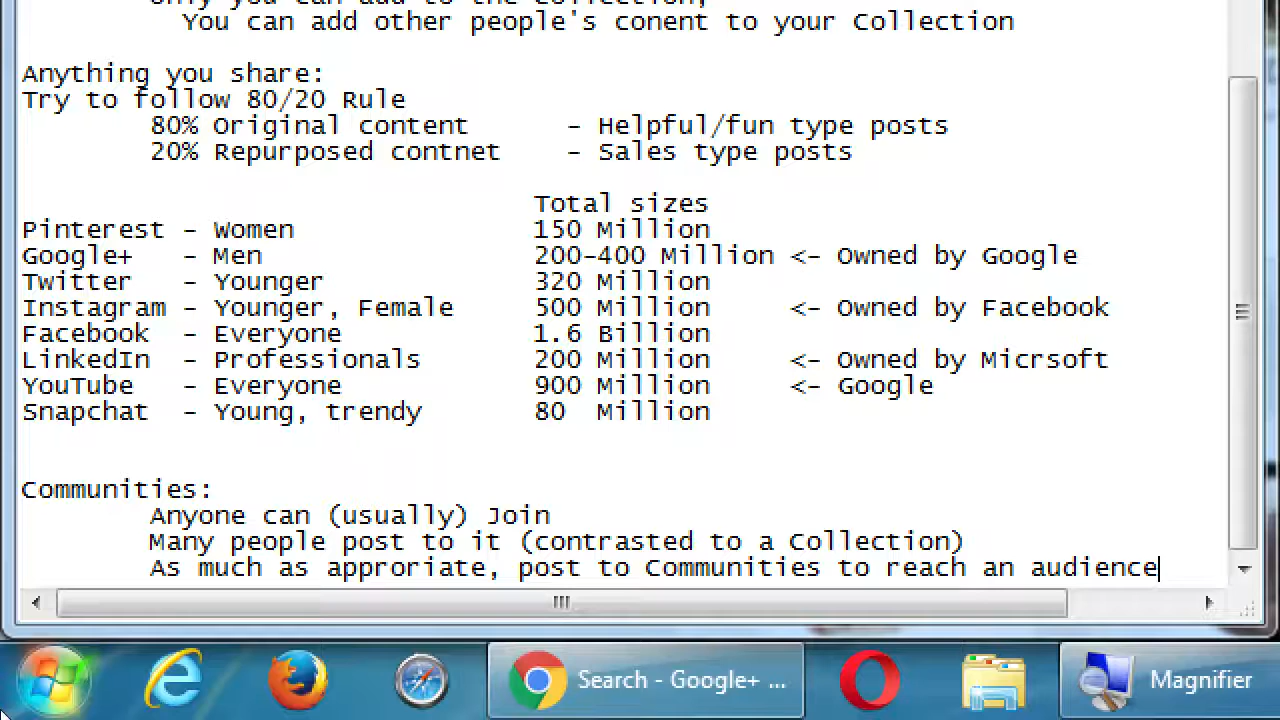 You can add other people's conent to your Collection
Anything you share:
Try to follow 80/20 Rule
80% Original content - Helpful/fun type posts
20% Repurposed contnet - Sales type posts
Total sizes
Pinterest - Women 150 Million
Google+ - Men 200-400 Million <- Owned by Google
Twitter - Younger 320 Million
Instagram - Younger, Female 500 Million <- Owned by Facebook
Facebook - Everyone 1.6 Billion
LinkedIn - Professionals 200 Million <- Owned by Micrsoft
YouTube - Everyone 900 Million <- Google
Snapchat - Young, trendy 80 Million
Communities:
Anyone can (usually) Join
Many people post to it (contrasted to a Collection)
As much as approriate, post to Communities to reach an audience
Search - Google+ ...
Magnifier